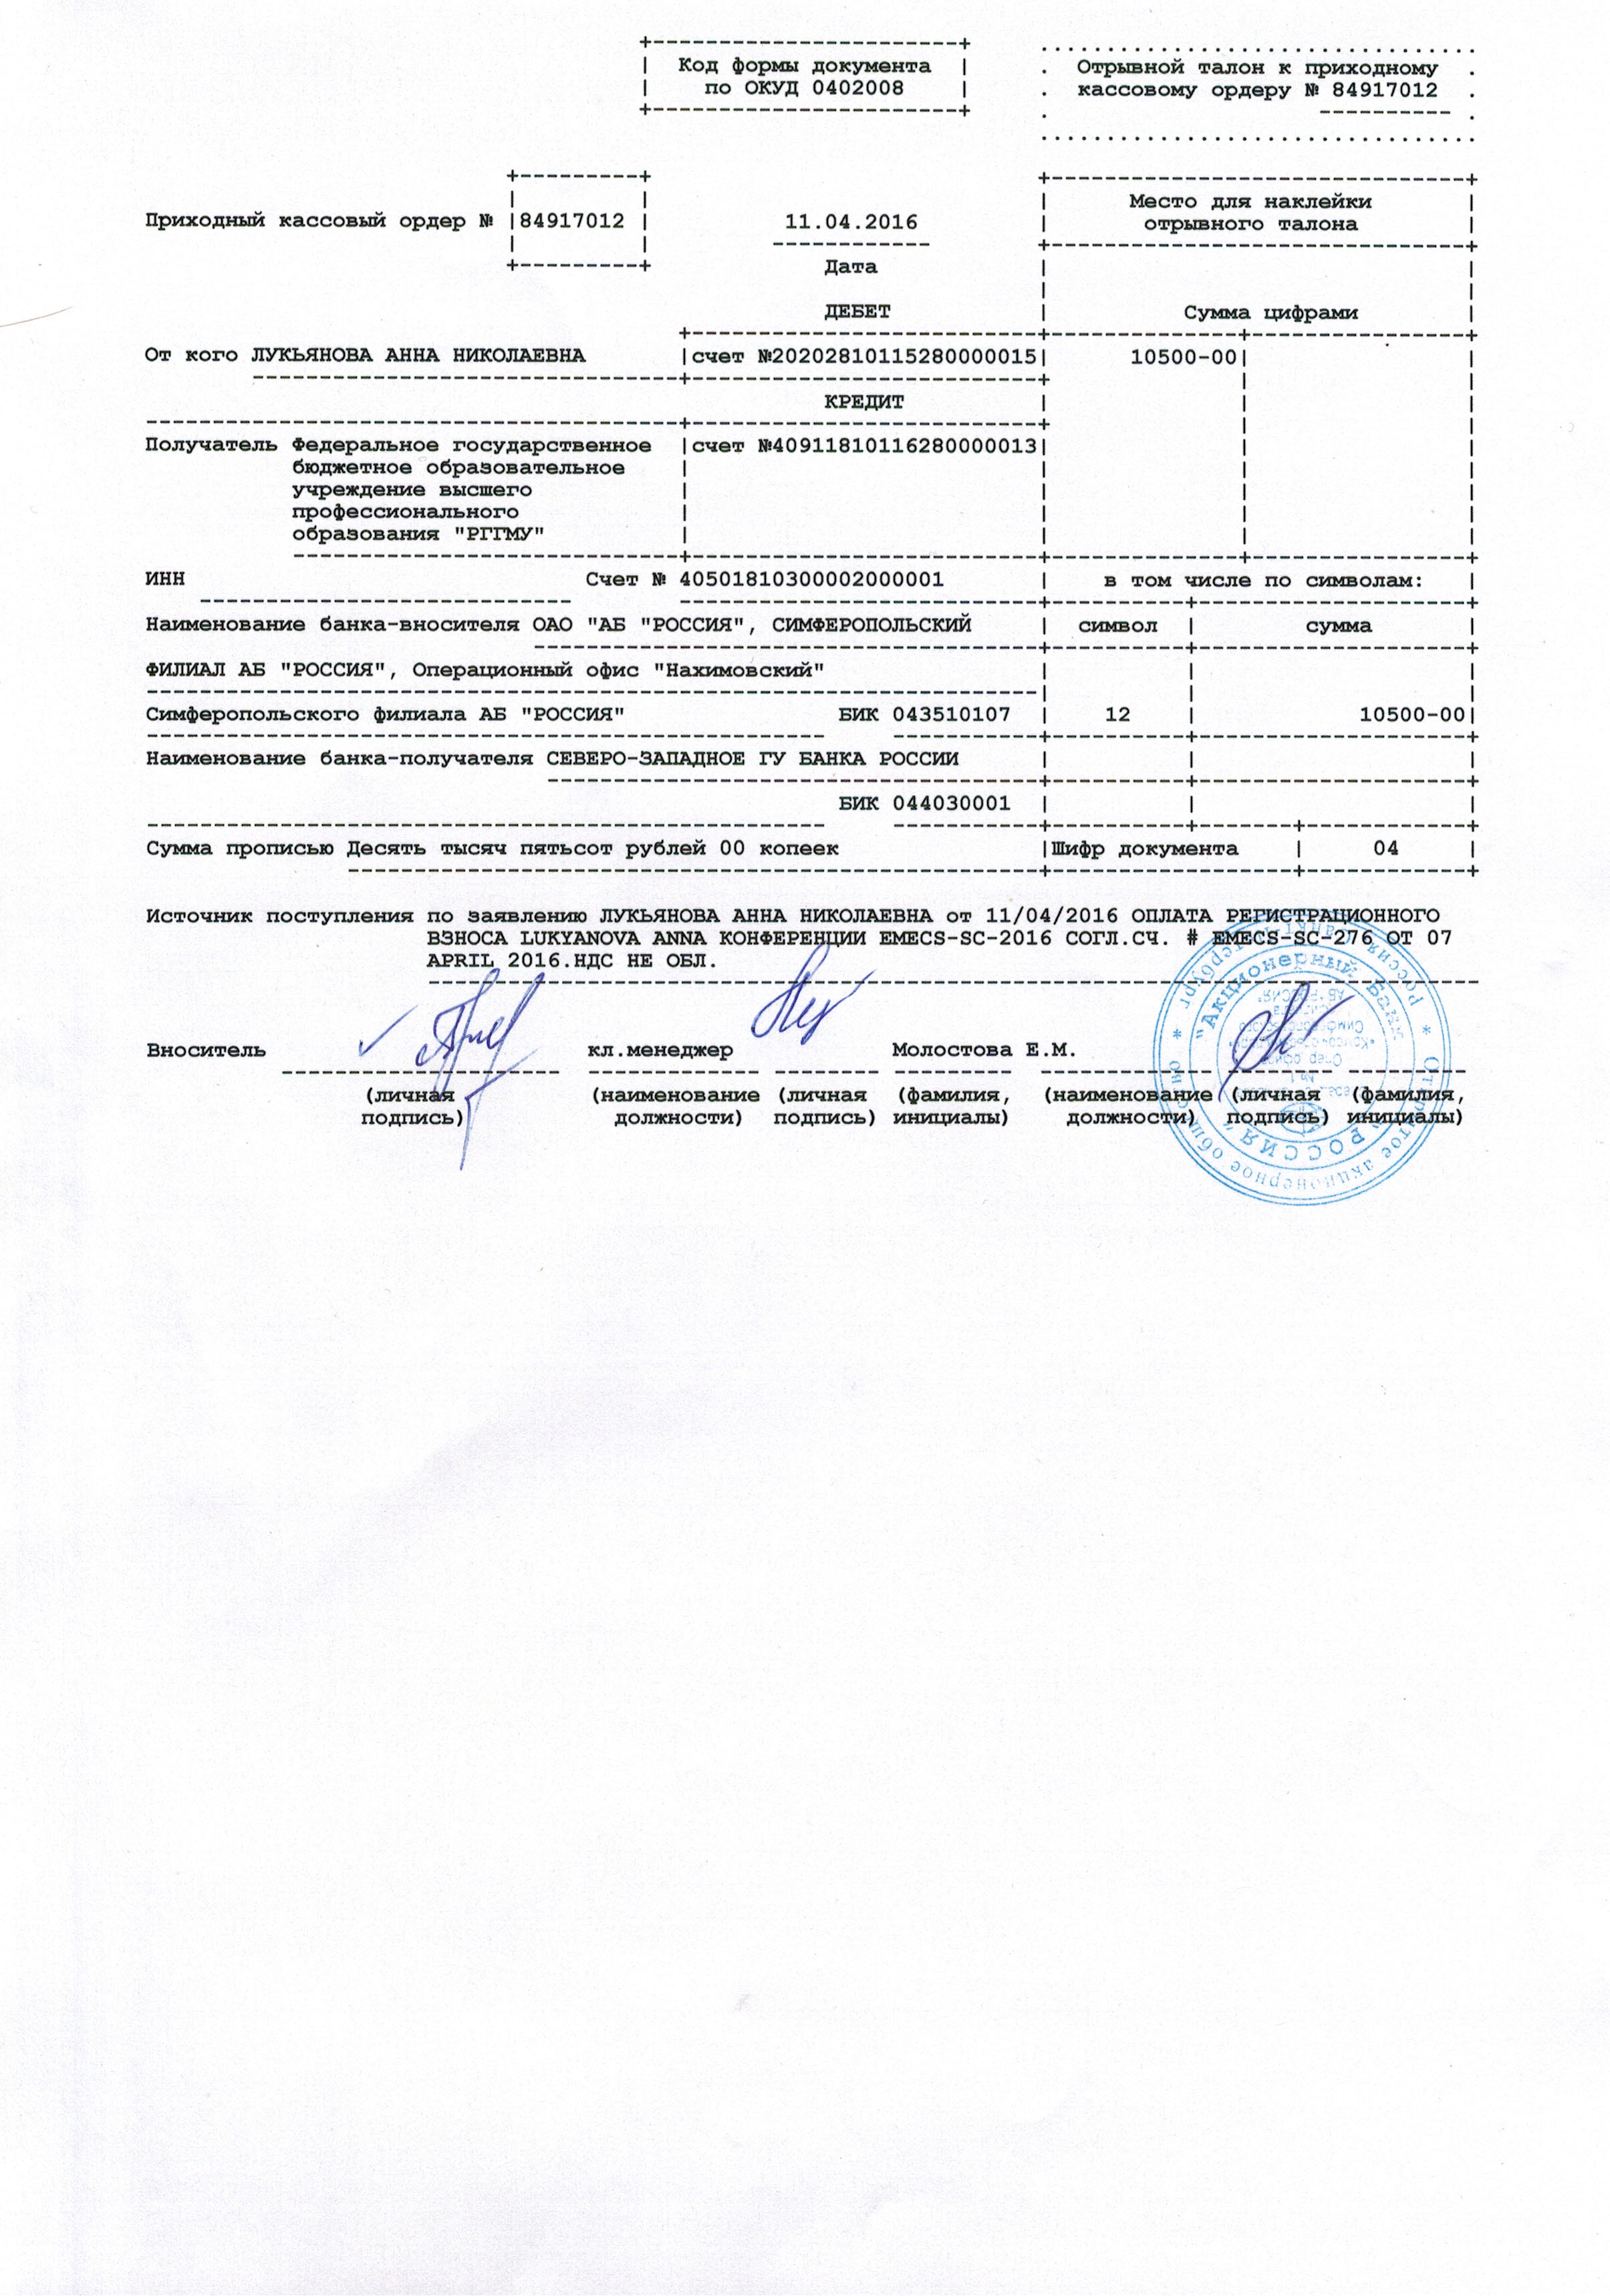 Код формы документа
по ОКУД 0402008
Отрывной талон к приходному
кассовому ордеру № 84917012
Место для наклейки
отрывного талона
Приходный кассовый ордер № 84917012 11.04.2016
Дата
ДЕБЕТ Сумма цифрами
От кого ЛУКЬЯНОВА АННА НИКОЛАЕВНА счет №20202810115280000015 10500-00
КРЕДИТ
Получатель Федеральное государственное счет №40911810116280000013
бюджетное образовательное
учреждение высшего
профессионального
образования "РГГМУ"
ИНН Счет № 40501810300002000001 в том числе по символам:
Наименование банка-вносителя ОАО "АБ "РОССИЯ", СИМФЕРОПОЛЬСКИЙ символ сумма
ФИЛИАЛ АБ "РОССИЯ", Операционный офис "Нахимовский"
Симферопольского филиала АБ "РОССИЯ" БИК 043510107 12 10500-00
Наименование банка-получателя СЕВЕРО-ЗАПАДНОЕ ГУ БАНКА РОССИИ
БИК 044030001
Сумма прописью Десять тысяч пятьсот рублей 00 копеек Шифр документа 04
Источник поступления по заявлению ЛУКЬЯНОВА АННА НИКОЛАЕВНА от 11/04/2016 ОПЛАТА РЕГИСТРАЦИОННОГО
ВЗНОСА LUKYANOVA ANNA КОНФЕРЕНЦИИ EMECS-SC-2016 СОГЛ.СЧ. # EMECS-SC-276 ОТ 07
APRIL 2016.НДС НЕ ОБЛ.
Вноситель кл.менеджер Молостова Е.М.
(личная (наименование (личная (фамилия, (наименование (личная (фамилия,
подпись) должности) подпись) инициалы) должности) подпись) инициалы)
Открытое акционерное общество * Россия Санкт-Петербург *
"Акционерный Банк
"РОССИЯ"